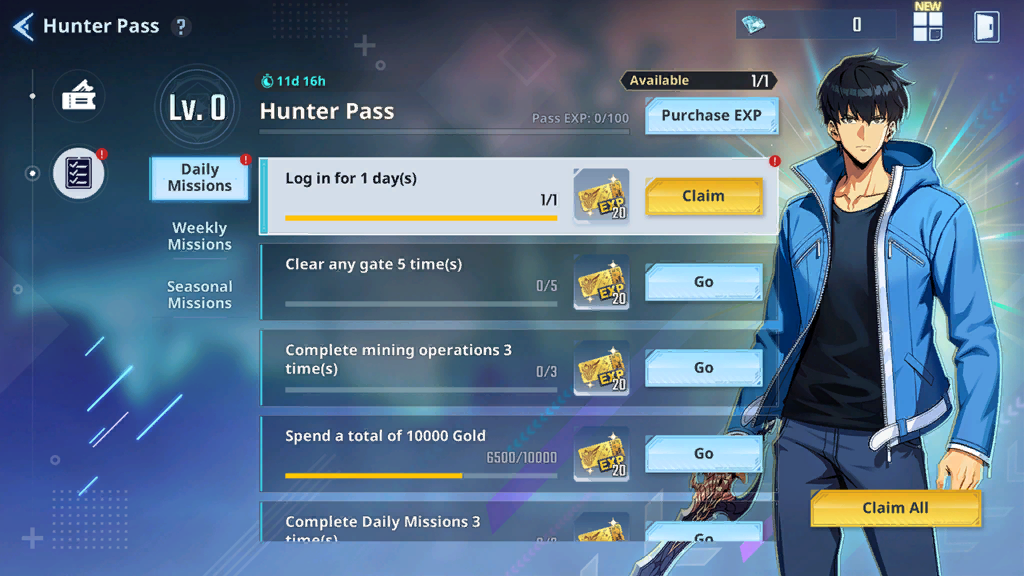 Hunter Pass ?
0
NEW
11d 16h
Available 1/1
Lv. 0
Hunter Pass
Pass EXP: 0/100
Purchase EXP
Daily
Missions
Weekly
Missions
Seasonal
Missions
Log in for 1 day(s)
1/1
EXP
20
Claim
Clear any gate 5 time(s)
0/5
EXP
20
Go
Complete mining operations 3
time(s)
0/3
EXP
20
Go
Spend a total of 10000 Gold
6500/10000
EXP
20
Go
Complete Daily Missions 3
time(s)
Go
Claim All